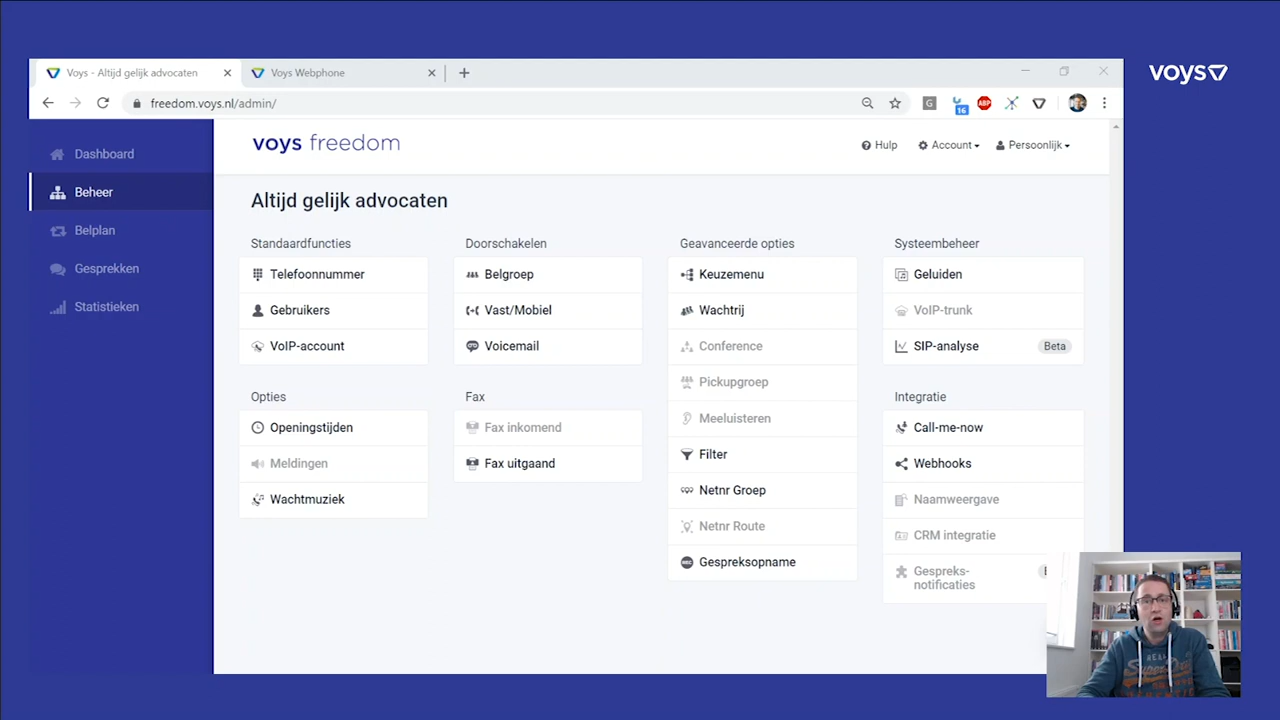 Voys - Altijd gelijk advocaten
Voys Webphone
voys
freedom.voys.nl/admin/
G
16
ABP
Dashboard
Beheer
Belplan
Gesprekken
Statistieken
voys freedom
Hulp
Account
Persoonlijk
Altijd gelijk advocaten
Standaardfuncties
Telefoonnummer
Gebruikers
VoIP-account
Opties
Openingstijden
Meldingen
Wachtmuziek
Doorschakelen
Belgroep
Vast/Mobiel
Voicemail
Fax
Fax inkomend
Fax uitgaand
Geavanceerde opties
Keuzemenu
Wachtrij
Conference
Pickupgroep
Meeluisteren
Filter
Netnr Groep
Netnr Route
Gespreksopname
Systeembeheer
Geluiden
VoIP-trunk
SIP-analyse
Beta
Integratie
Call-me-now
Webhooks
Naamweergave
CRM integratie
Gespreks-
notificaties